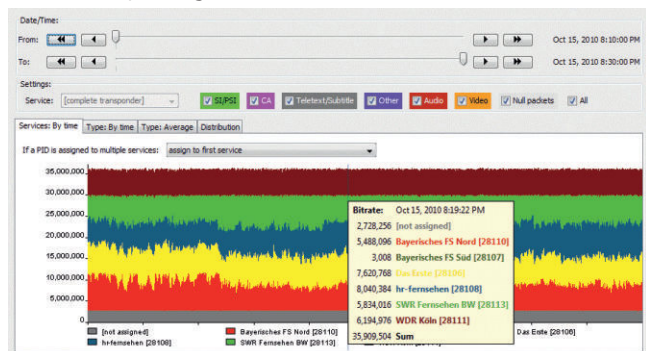 Date/Time:
From: Oct 15, 2010 8:10:00 PM
To: Oct 15, 2010 8:30:00 PM
Settings:
Service: [complete transponder] SI/PSI CA Teletext/Subtitle Other Audio Video Null packets All
Services: By time Type: By time Type: Average Distribution
If a PID is assigned to multiple services: assign to first service
35,000,000
30,000,000
25,000,000
20,000,000
15,000,000
10,000,000
5,000,000
0
Bitrate: Oct 15, 2010 8:19:22 PM
2,728,256 [not assigned]
5,488,096 Bayerisches FS Nord [28110]
3,008 Bayerisches FS Süd [28107]
7,620,768 Das Erste [28106]
8,040,384 hr-fernsehen [28108]
5,834,016 SWR Fernsehen BW [28113]
6,194,976 WDR Köln [28111]
35,909,504 Sum
[not assigned] Bayerisches FS Nord [28110] Das Erste [28106]
hr-fernsehen [28108] SWR Fernsehen BW [28113]